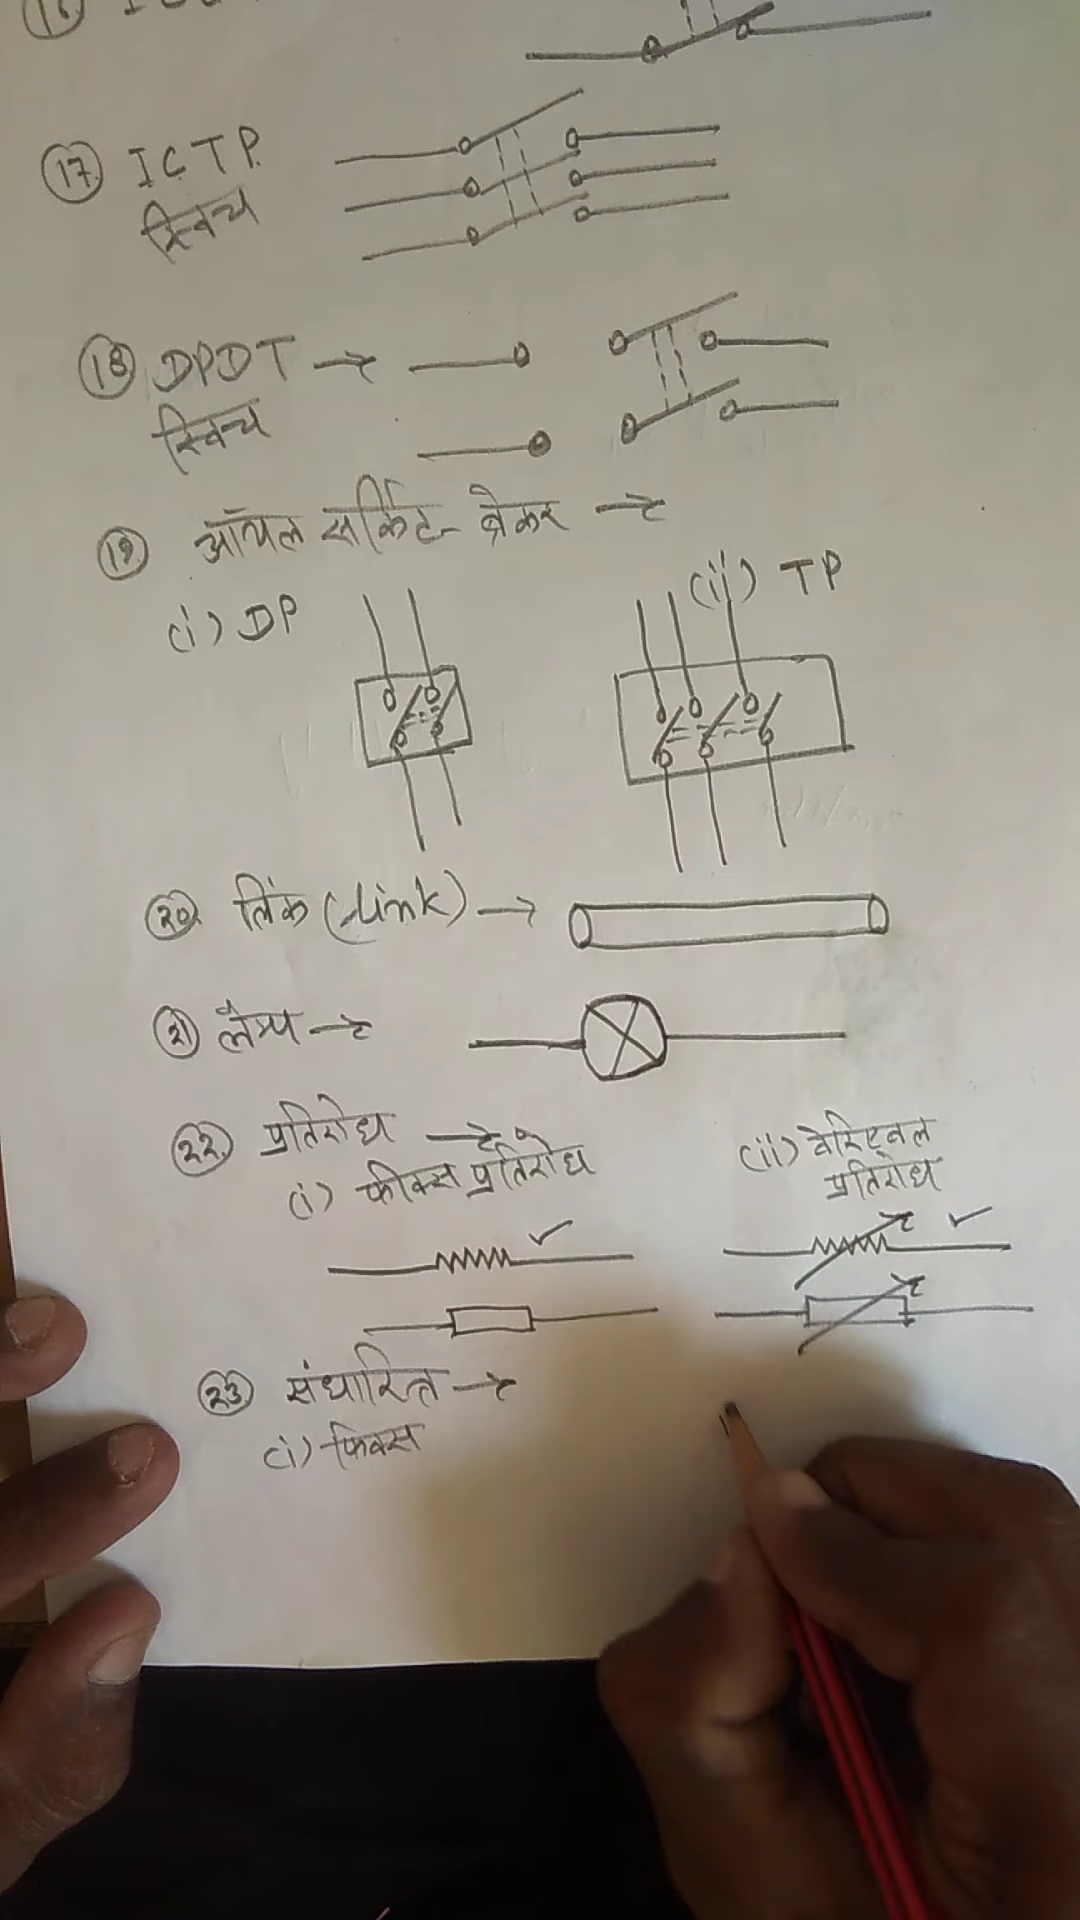 16
17. I.C.T.P.
स्विच
18 DPDT →
स्विच
19 ऑयल सर्किट- ब्रेकर →
(i) DP
(ii) TP
20. लिंक (Link) →
21 लैम्प →
22. प्रतिरोध →
(i) फीक्स प्रतिरोध
(ii) वेरिएबल
प्रतिरोध
23 संधारित्र →
(i) फिक्स